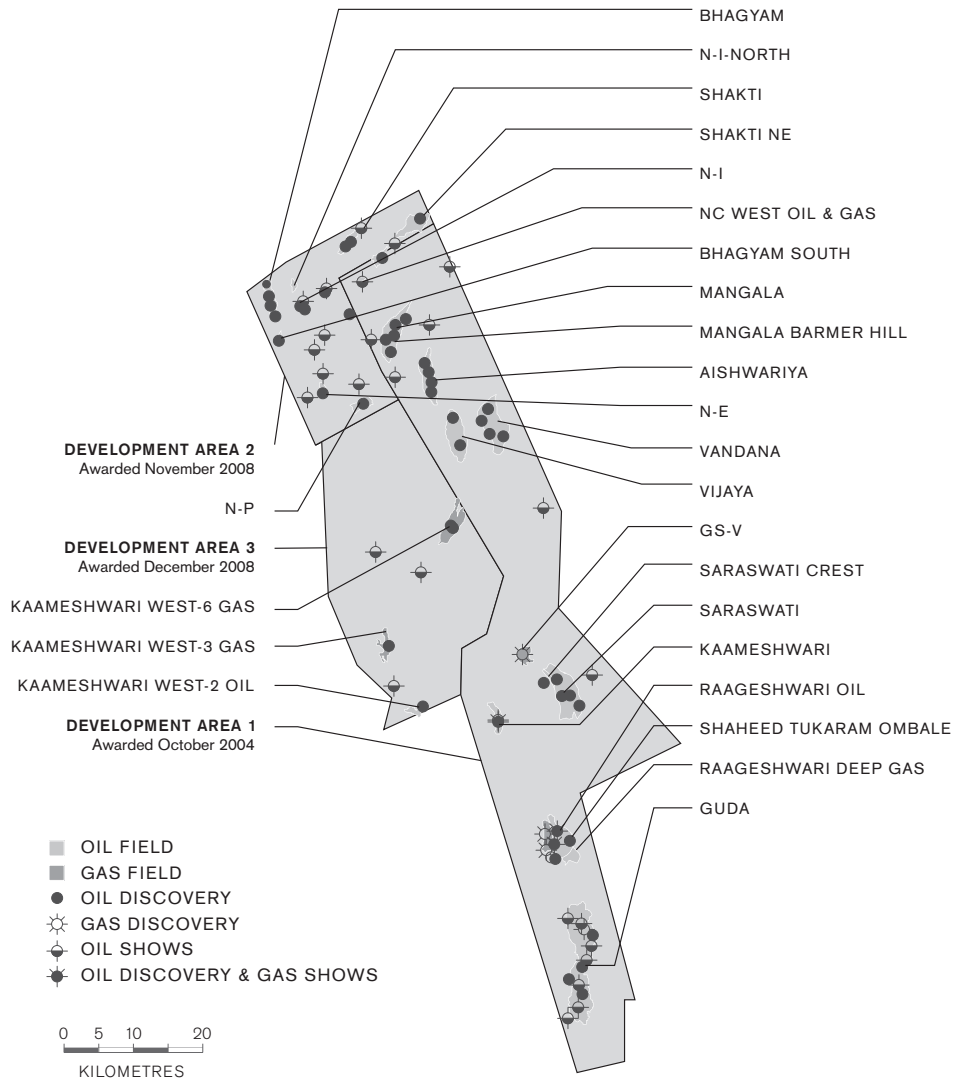 BHAGYAM
N-I-NORTH
SHAKTI
SHAKTI NE
N-I
NC WEST OIL & GAS
BHAGYAM SOUTH
MANGALA
MANGALA BARMER HILL
AISHWARIYA
N-E
VANDANA
VIJAYA
GS-V
SARASWATI CREST
SARASWATI
KAAMESHWARI
RAAGESHWARI OIL
SHAHEED TUKARAM OMBALE
RAAGESHWARI DEEP GAS
GUDA
DEVELOPMENT AREA 2
Awarded November 2008
N-P
DEVELOPMENT AREA 3
Awarded December 2008
KAAMESHWARI WEST-6 GAS
KAAMESHWARI WEST-3 GAS
KAAMESHWARI WEST-2 OIL
DEVELOPMENT AREA 1
Awarded October 2004
OIL FIELD
GAS FIELD
OIL DISCOVERY
GAS DISCOVERY
OIL SHOWS
OIL DISCOVERY & GAS SHOWS
0 5 10 20
KILOMETRES